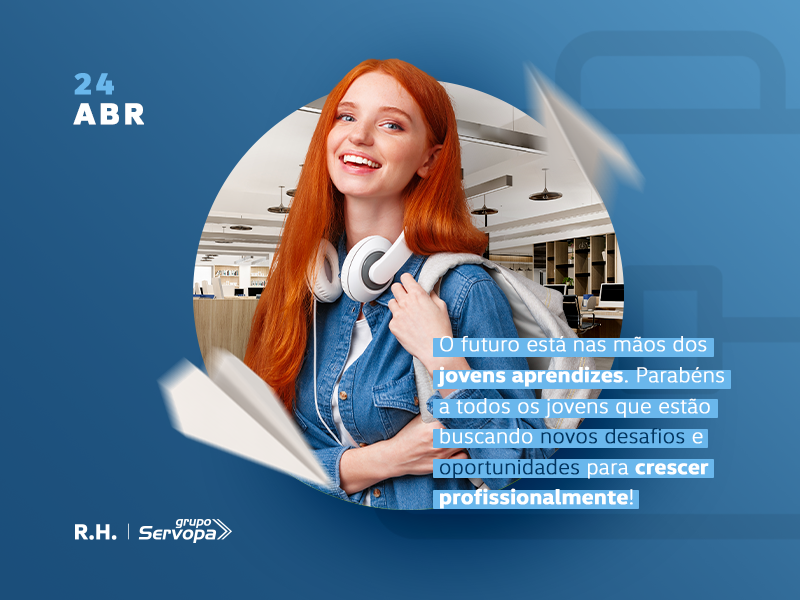 24
ABR
O futuro está nas mãos dos
jovens aprendizes. Parabéns
a todos os jovens que estão
buscando novos desafios e
oportunidades para crescer
profissionalmente!
R.H. | grupo Servopa